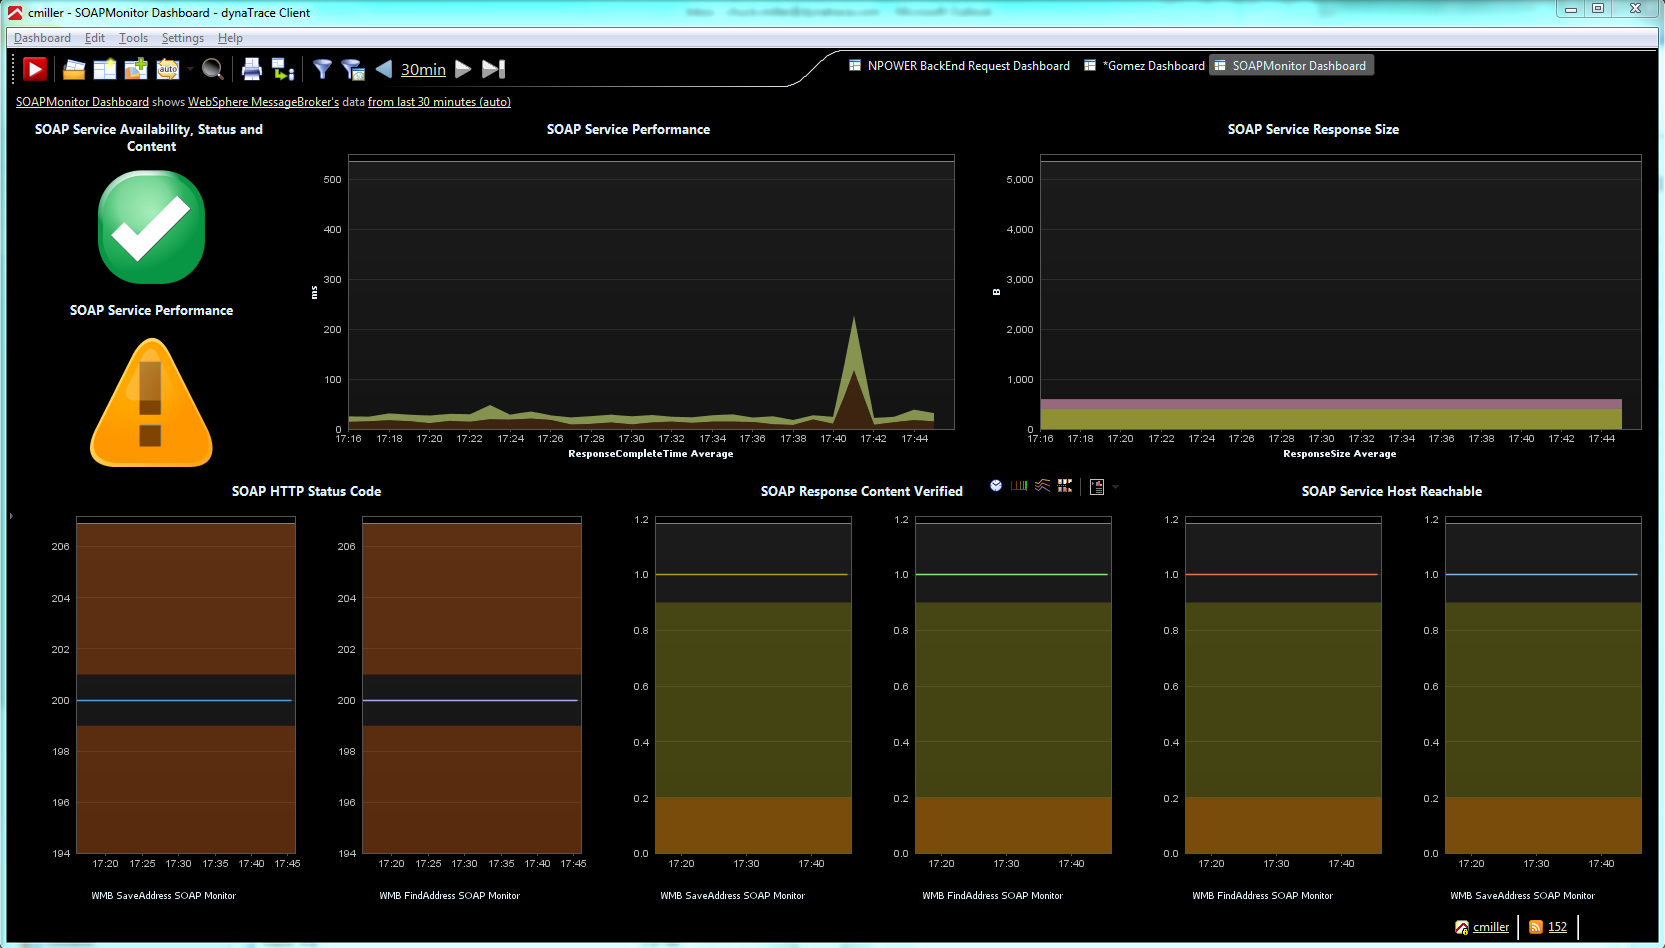 cmiller - SOAPMonitor Dashboard - dynaTrace Client
Dashboard Edit Tools Settings Help
auto 30min
NPOWER BackEnd Request Dashboard *Gomez Dashboard SOAPMonitor Dashboard
SOAPMonitor Dashboard shows WebSphere MessageBroker's data from last 30 minutes (auto)
SOAP Service Availability, Status and
Content
SOAP Service Performance
SOAP Service Performance
500
400
300
200
100
0
ms
17:16 17:18 17:20 17:22 17:24 17:26 17:28 17:30 17:32 17:34 17:36 17:38 17:40 17:42 17:44
ResponseCompleteTime Average
SOAP Service Response Size
5,000
4,000
3,000
2,000
1,000
0
B
17:16 17:18 17:20 17:22 17:24 17:26 17:28 17:30 17:32 17:34 17:36 17:38 17:40 17:42 17:44
ResponseSize Average
SOAP HTTP Status Code
206
204
202
200
198
196
194
17:20 17:25 17:30 17:35 17:40 17:45
WMB SaveAddress SOAP Monitor
206
204
202
200
198
196
194
17:20 17:25 17:30 17:35 17:40 17:45
WMB FindAddress SOAP Monitor
SOAP Response Content Verified
1.2
1.0
0.8
0.6
0.4
0.2
0.0
17:20 17:30 17:40
WMB SaveAddress SOAP Monitor
1.2
1.0
0.8
0.6
0.4
0.2
0.0
17:20 17:30 17:40
WMB FindAddress SOAP Monitor
SOAP Service Host Reachable
1.2
1.0
0.8
0.6
0.4
0.2
0.0
17:20 17:30 17:40
WMB FindAddress SOAP Monitor
1.2
1.0
0.8
0.6
0.4
0.2
0.0
17:20 17:30 17:40
WMB SaveAddress SOAP Monitor
cmiller 152